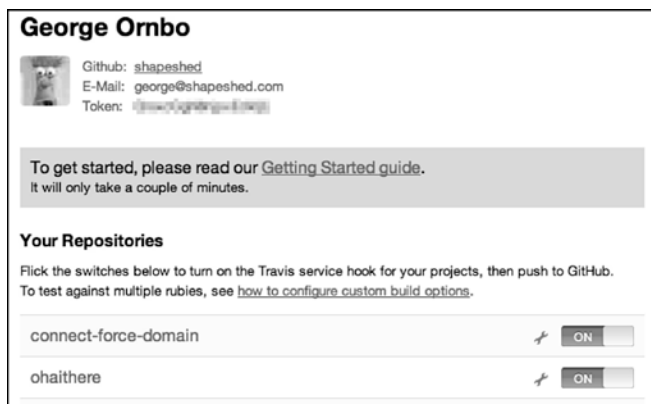 George Ornbo
Github: shapeshed
E-Mail: george@shapeshed.com
Token:
To get started, please read our Getting Started guide.
It will only take a couple of minutes.
Your Repositories
Flick the switches below to turn on the Travis service hook for your projects, then push to GitHub.
To test against multiple rubies, see how to configure custom build options.
connect-force-domain ON
ohaithere ON